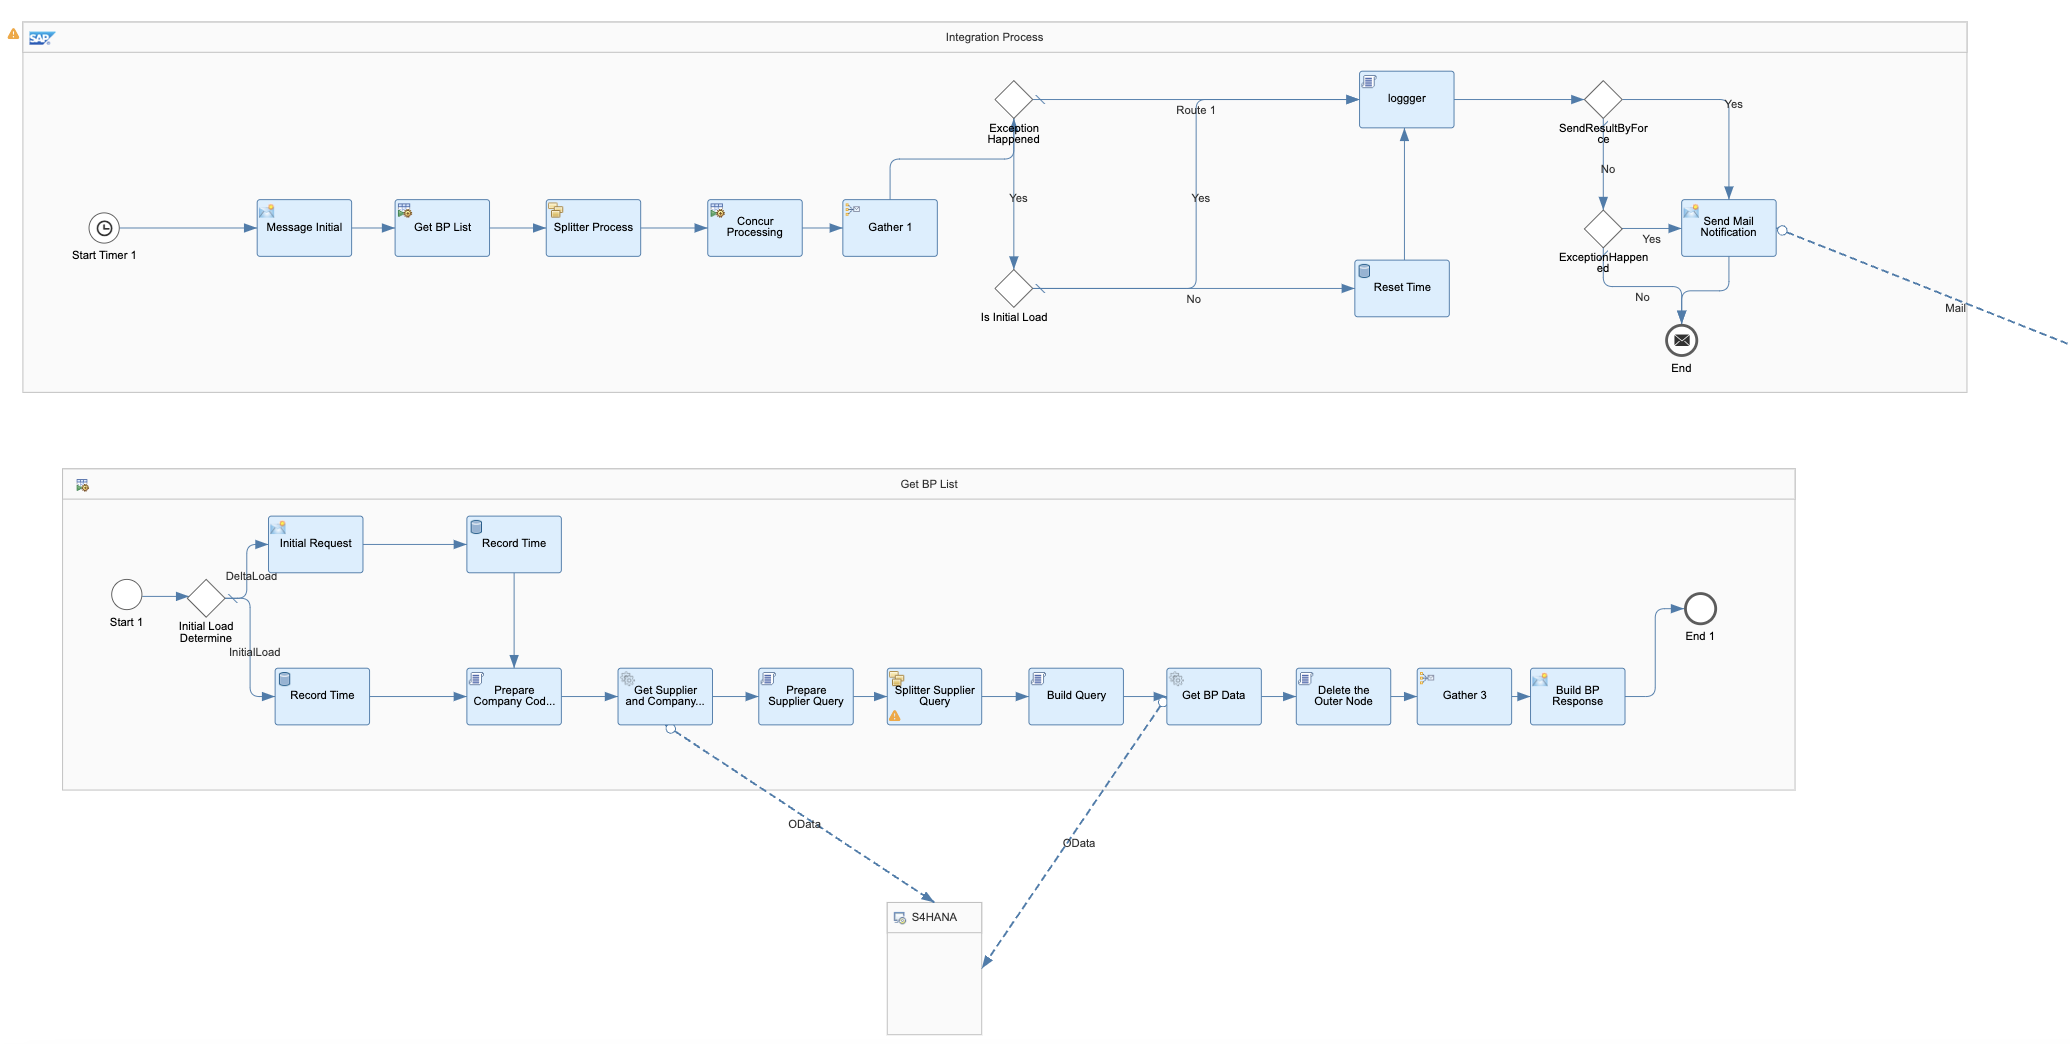 SAP
Integration Process
Start Timer 1
Message Initial
Get BP List
Splitter Process
Concur
Processing
Gather 1
Exception
Happened
Route 1
Yes
Yes
Is Initial Load
No
loggger
Reset Time
SendResultByFor
ce
Yes
No
ExceptionHappen
ed
Yes
No
Send Mail
Notification
Mail
End
Get BP List
Start 1
Initial Load
Determine
DeltaLoad
InitialLoad
Initial Request
Record Time
Record Time
Prepare
Company Cod...
Get Supplier
and Company...
Prepare
Supplier Query
Splitter Supplier
Query
Build Query
Get BP Data
Delete the
Outer Node
Gather 3
Build BP
Response
End 1
OData
OData
S4HANA